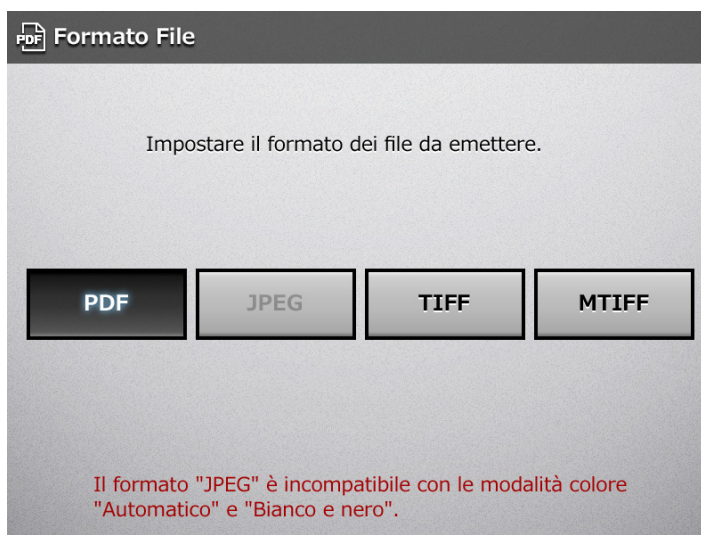 PDF Formato File
Impostare il formato dei file da emettere.
PDF JPEG TIFF MTIFF
Il formato "JPEG" è incompatibile con le modalità colore
"Automatico" e "Bianco e nero".